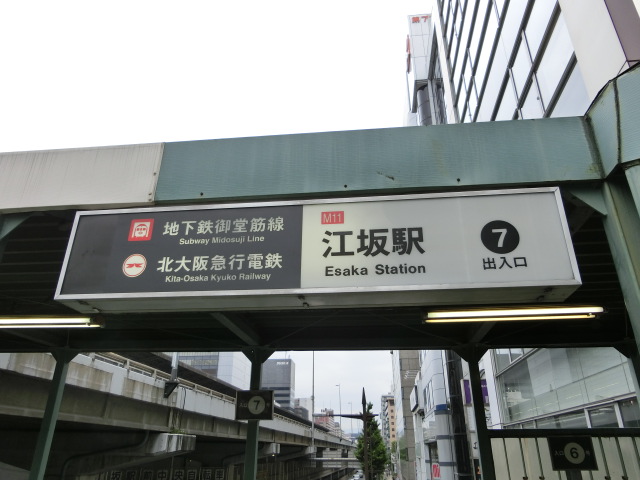 地下鉄御堂筋線
Subway Midosuji Line
北大阪急行電鉄
Kita-Osaka Kyuko Railway
M11
江坂駅
Esaka Station
7
出入口
7
6